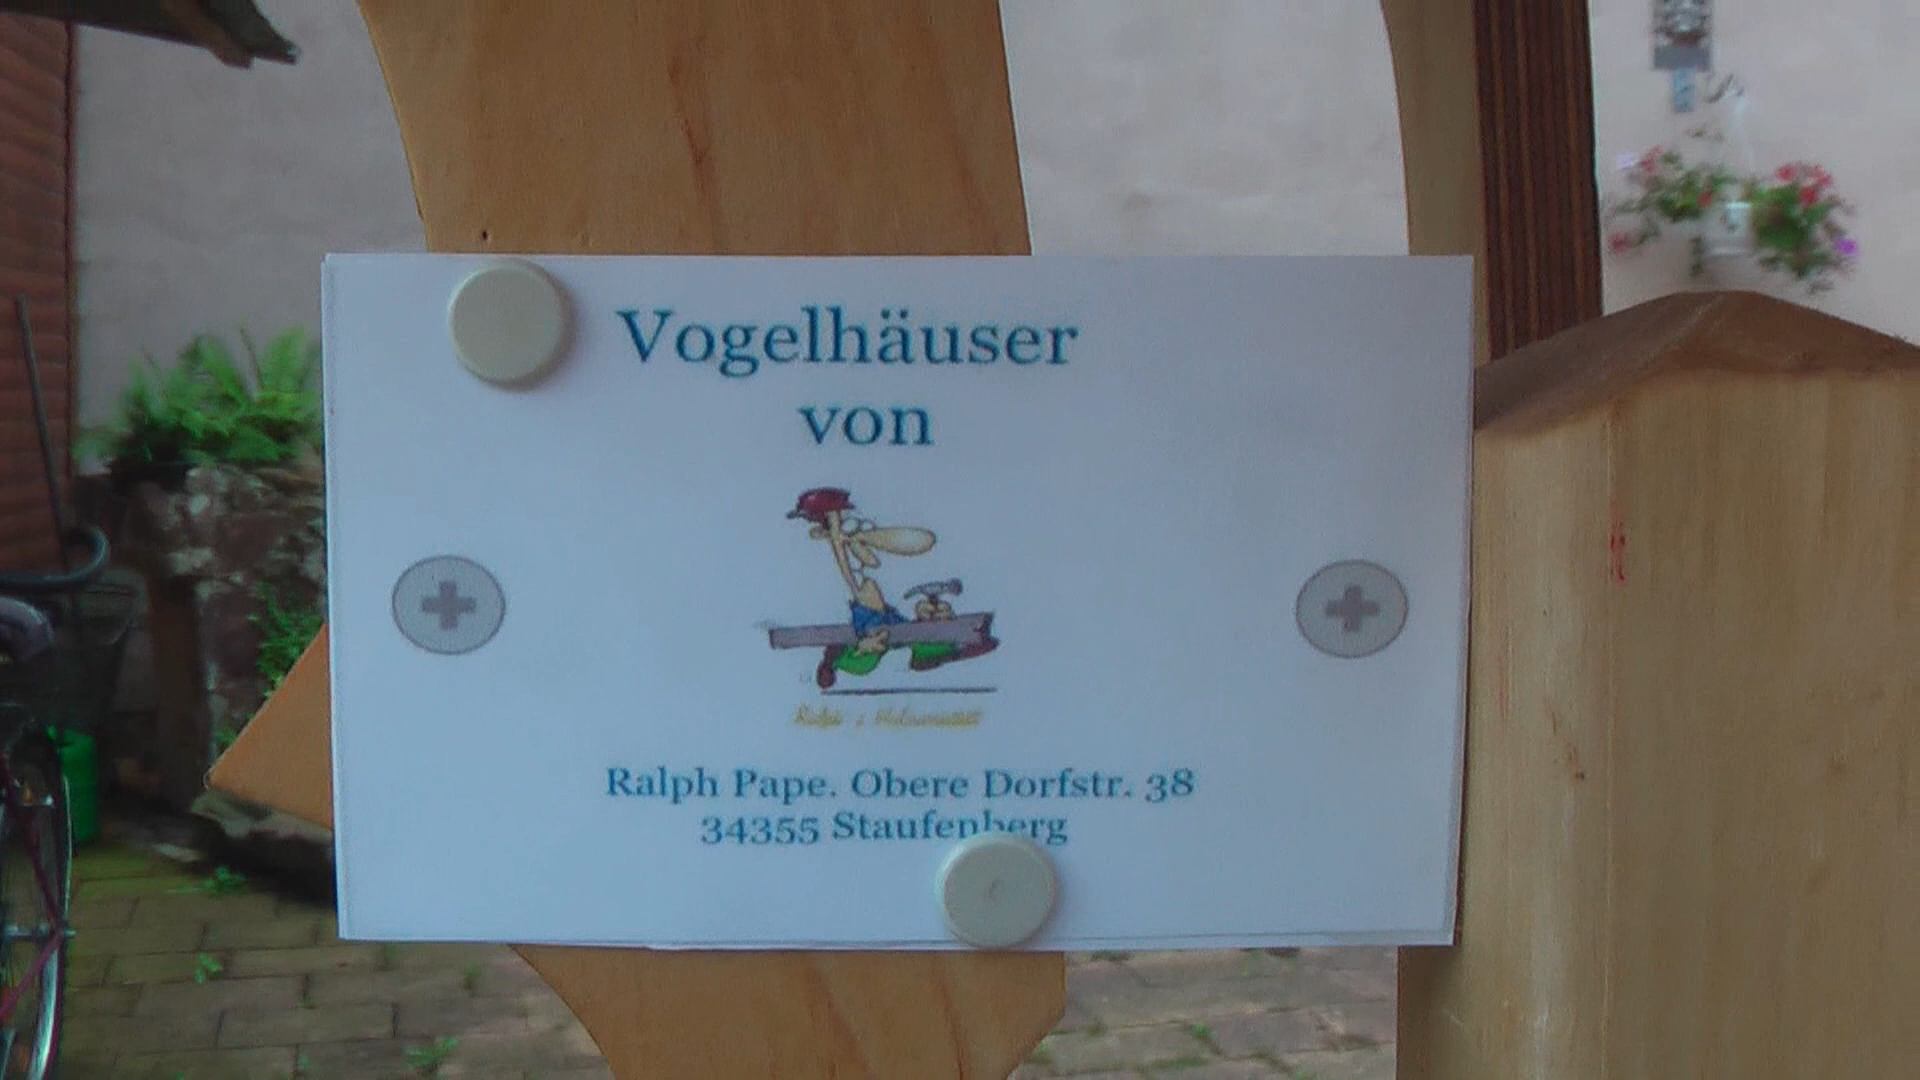 Vogelhäuser
von
Ralph Pape. Obere Dorfstr. 38
34355 Staufenberg